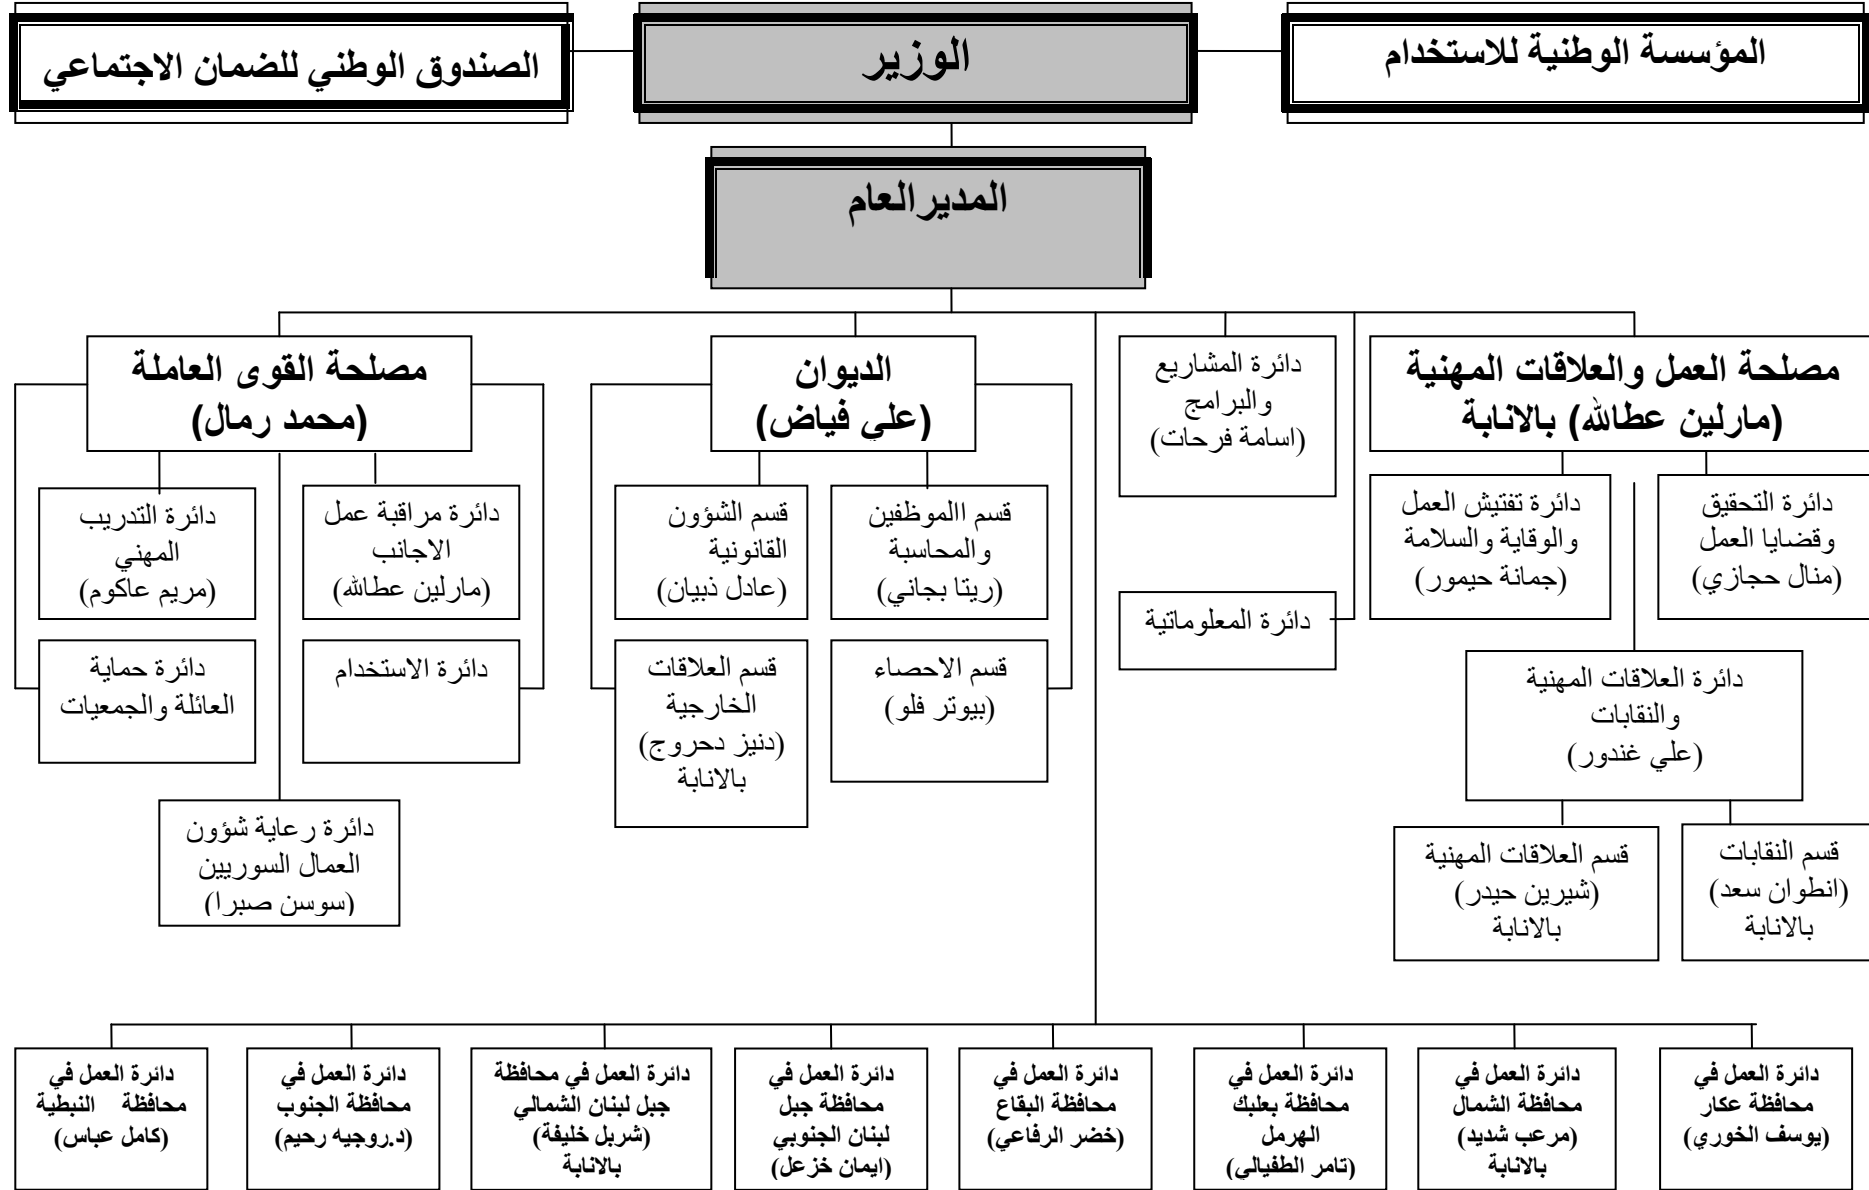 المؤسسة الوطنية للاستخدام
الوزير
الصندوق الوطني للضمان الاجتماعي
المدير العام
مصلحة العمل والعلاقات المهنية
(مارلين عطالله) بالانابة
دائرة المشاريع
والبرامج
(اسامة فرحات)
الديوان
(علي فياض)
مصلحة القوى العاملة
(محمد رمال)
دائرة التحقيق
وقضايا العمل
(منال حجازي)
دائرة تفتيش العمل
والوقاية والسلامة
(جمانة حيمور)
دائرة المعلوماتية
قسم االموظفين
والمحاسبة
(ريتا بجاني)
قسم الشؤون
القانونية
(عادل ذبيان)
دائرة مراقبة عمل
الاجانب
(مارلين عطالله)
دائرة التدريب
المهني
(مريم عاكوم)
دائرة العلاقات المهنية
والنقابات
(علي غندور)
قسم الاحصاء
(بيوتر فلو)
قسم العلاقات
الخارجية
(دنيز دحروج)
بالانابة
دائرة الاستخدام
دائرة حماية
العائلة والجمعيات
قسم النقابات
(انطوان سعد)
بالانابة
قسم العلاقات المهنية
(شيرين حيدر)
بالانابة
دائرة رعاية شؤون
العمال السوريين
(سوسن صبرا)
دائرة العمل في
محافظة عكار
(يوسف الخوري)
دائرة العمل في
محافظة الشمال
(مرعب شديد)
بالانابة
دائرة العمل في
محافظة بعلبك
الهرمل
(تامر الطفيالي)
دائرة العمل في
محافظة البقاع
(خضر الرفاعي)
دائرة العمل في
محافظة جبل
لبنان الجنوبي
(ايمان خزعل)
دائرة العمل في محافظة
جبل لبنان الشمالي
(شربل خليفة)
بالانابة
دائرة العمل في
محافظة الجنوب
(د.روجيه رحيم)
دائرة العمل في
محافظة النبطية
(كامل عباس)